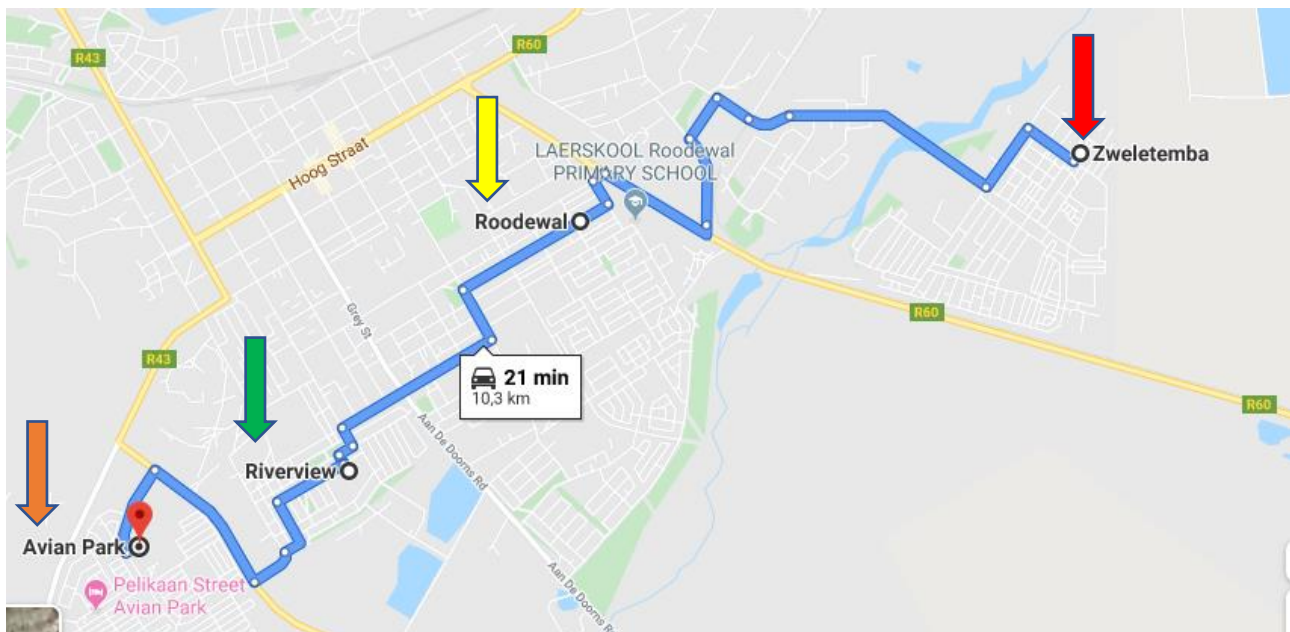 R43
R60
Hoog Straat
LAERSKOOL Roodewal
PRIMARY SCHOOL
Zweletemba
Roodewal
Grey St
R60
R43
21 min
10,3 km
R60
Aan De Doorns Rd
Riverview
Avian Park
Pelikaan Street
Avian Park
Aan De Doorns Rd